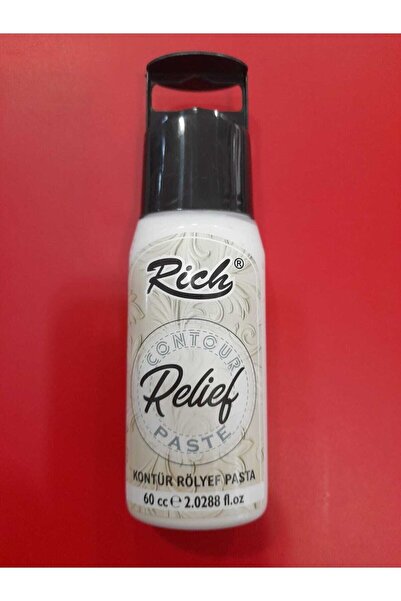 Rich®
CONTOUR
Relief
PASTE
KONTÜR RÖLYEF PASTA
60 cc ℮ 2.0288 fl.oz